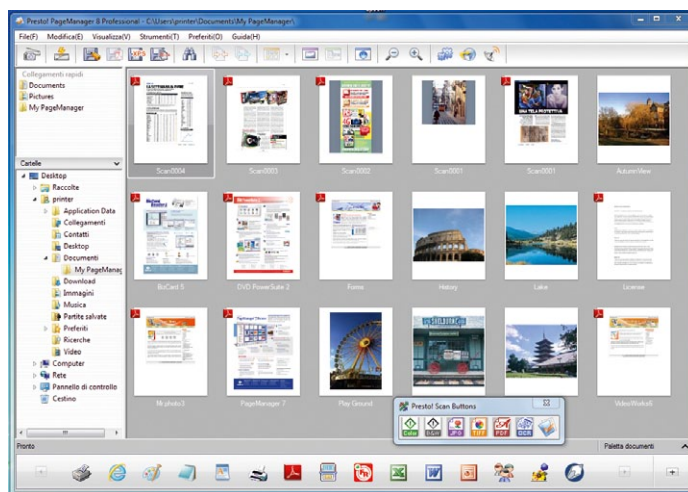 Presto! PageManager 8 Professional - C:\Users\printer\Documents\My PageManager\
File(F) Modifica(E) Visualizza(V) Strumenti(T) Preferiti(O) Guida(H)
Collegamenti rapidi
Documents
Pictures
My PageManager
Cartelle
Desktop
Raccolte
printer
Application Data
Collegamenti
Contatti
Desktop
Documenti
My PageManag
Download
Immagini
Musica
Partite salvate
Preferiti
Ricerche
Video
Computer
Rete
Pannello di controllo
Cestino
Scan0004 Scan0003 Scan0002 Scan0001 Scan0001 AutumnView
UNA TELA PROTETTIVA
BizCast 5 DVD PowerSuite 2 Forms History Lake License
Mr.photo3 PageManager 7 Play Ground VideoWorks6
Presto! Scan Buttons
Color B&W JPG TIFF PDF OCR
Pronto
Paletta documenti